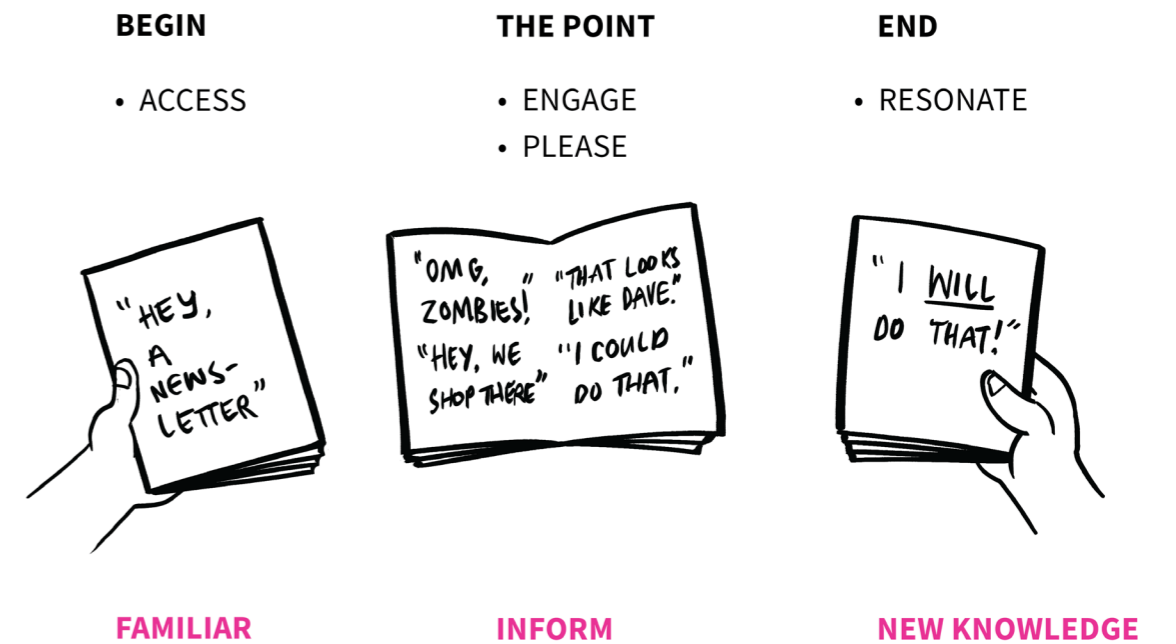 BEGIN
• ACCESS
"HEY,
A
NEWS-
LETTER"
FAMILIAR
THE POINT
• ENGAGE
• PLEASE
"OMG,
ZOMBIES!"
"HEY, WE
SHOP THERE"
"THAT LOOKS
LIKE DAVE."
"I COULD
DO THAT."
INFORM
END
• RESONATE
"I WILL
DO THAT!"
NEW KNOWLEDGE